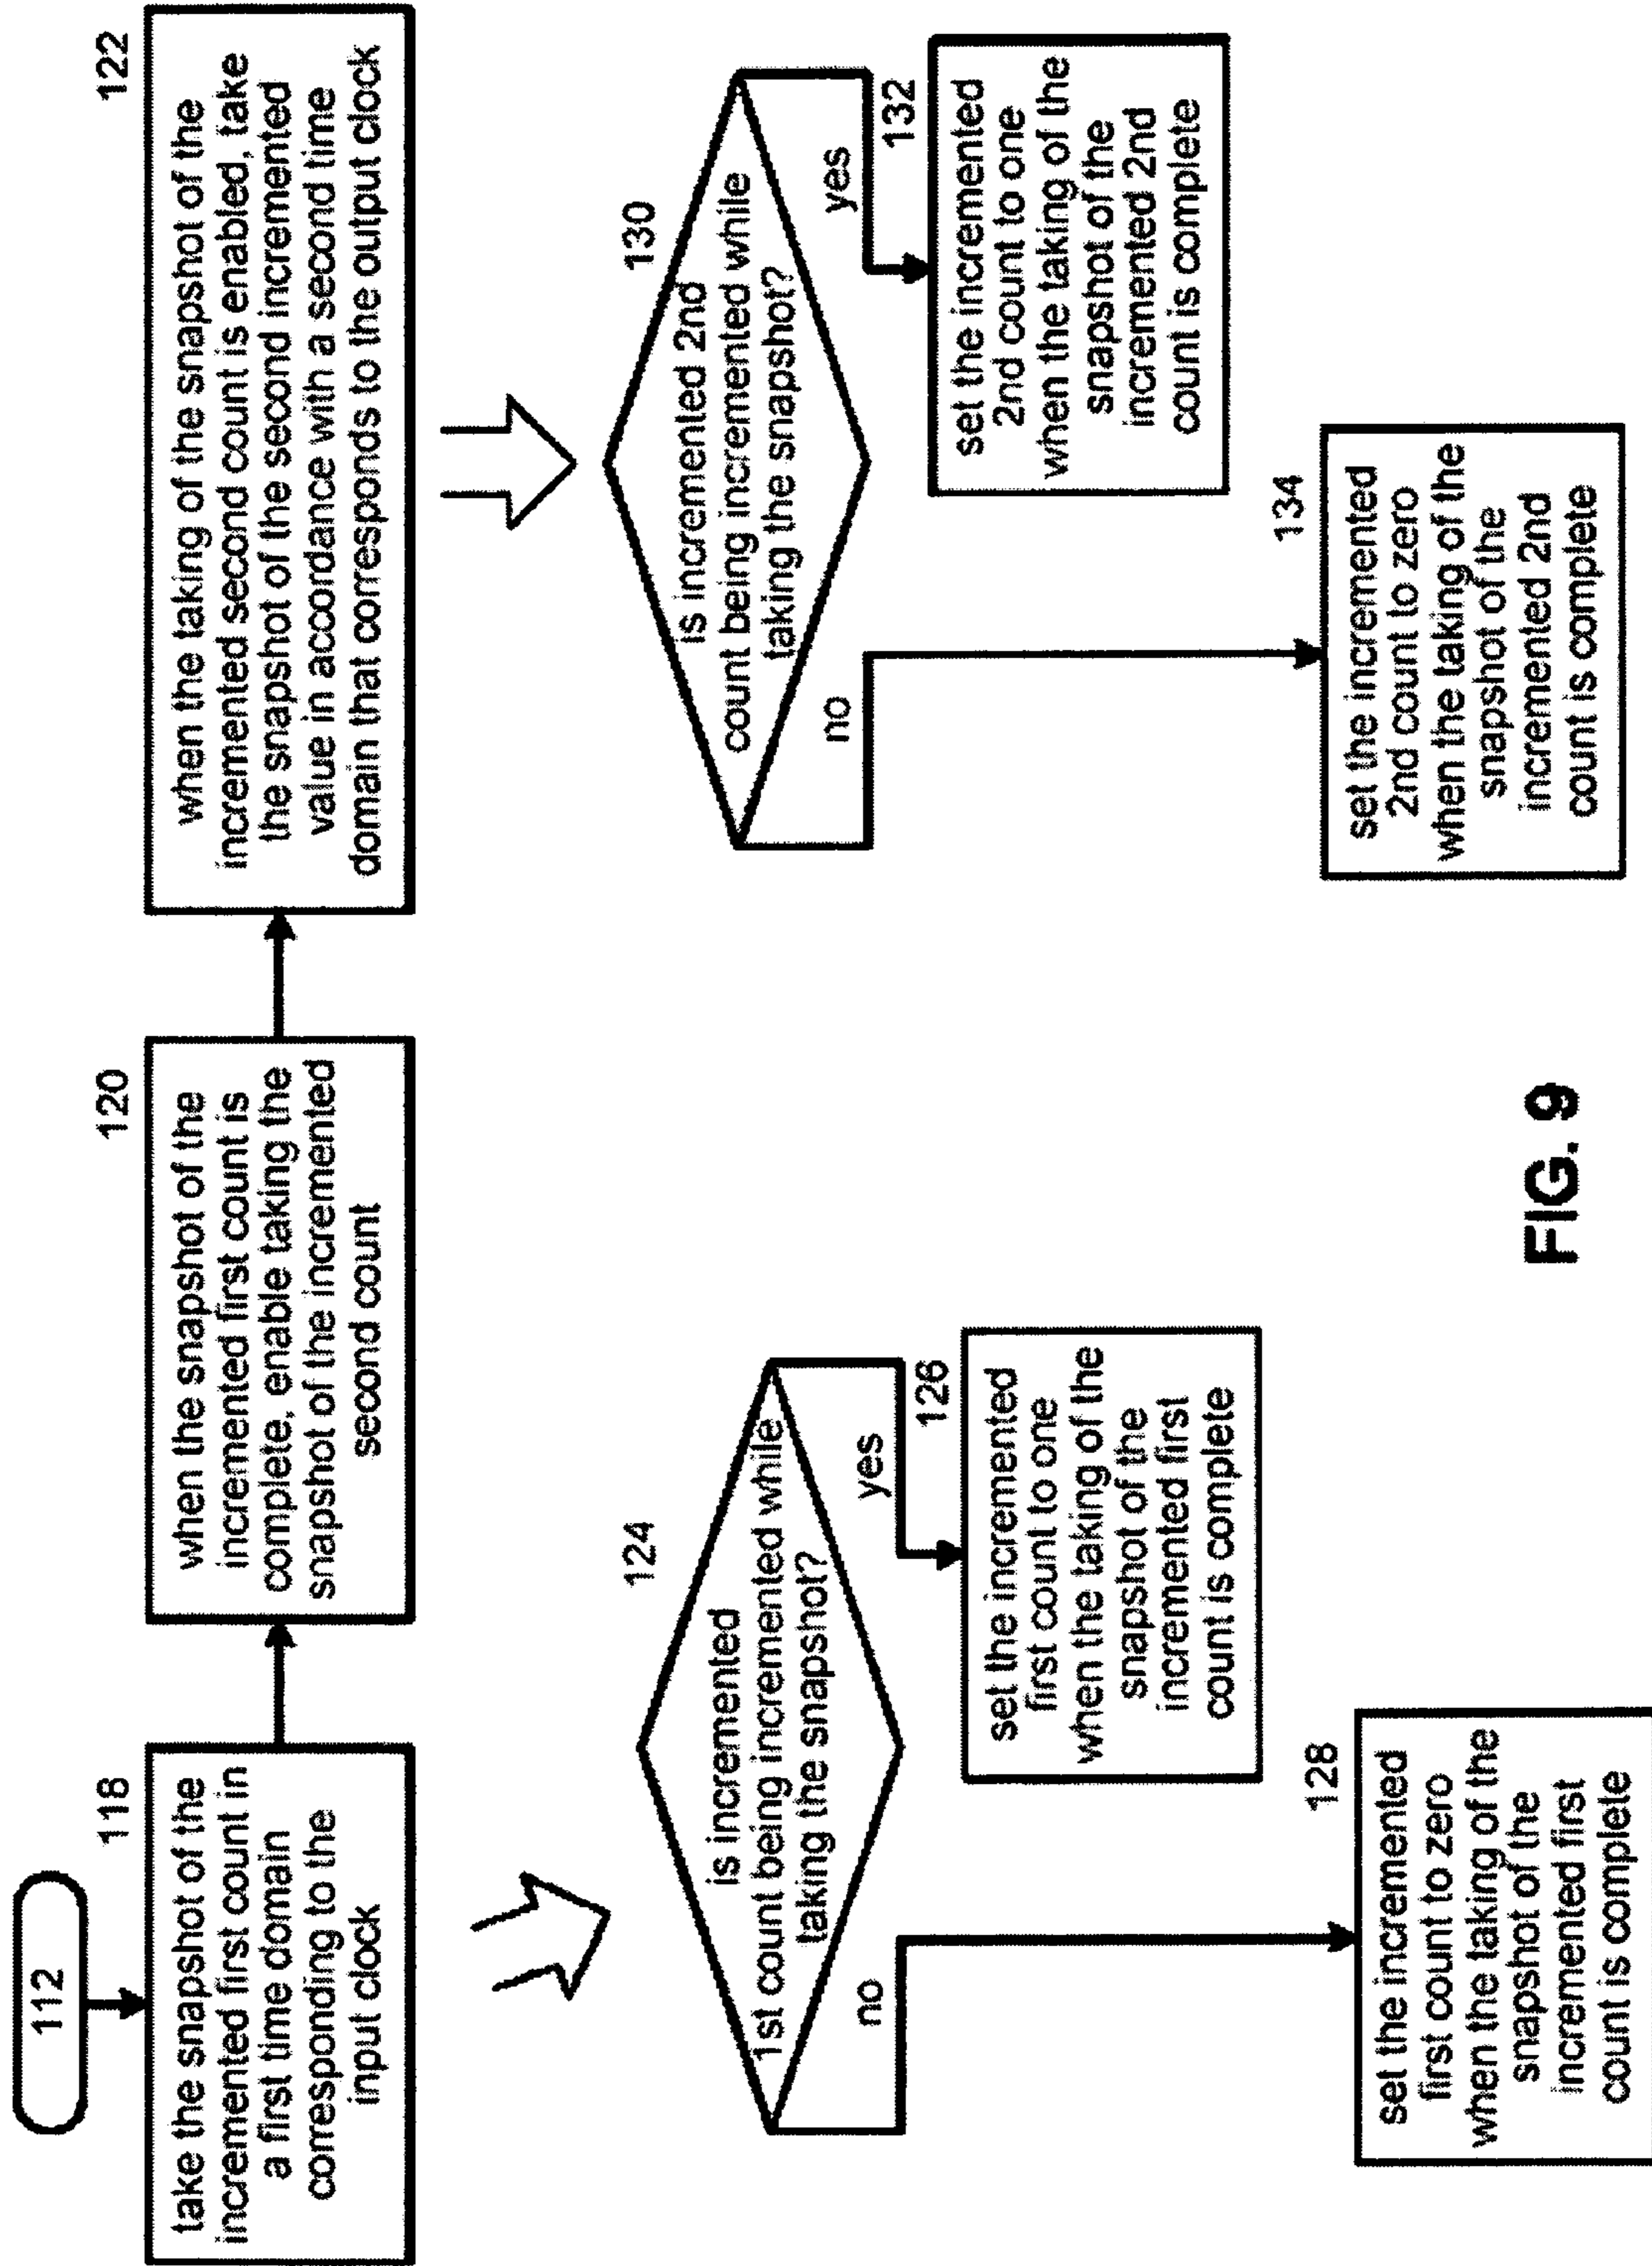 112
118
take the snapshot of the
incremented first count in
a first time domain
corresponding to the
input clock
120
when the snapshot of the
incremented first count is
complete, enable taking the
snapshot of the incremented
second count
122
when the taking of the snapshot of the
incremented second count is enabled, take
the snapshot of the second incremented
value in accordance with a second time
domain that corresponds to the output clock
124
is incremented
1st count being incremented while
taking the snapshot?
no
yes
126
set the incremented
first count to one
when the taking of the
snapshot of the
incremented first
count is complete
128
set the incremented
first count to zero
when the taking of the
snapshot of the
incremented first
count is complete
130
is incremented 2nd
count being incremented while
taking the snapshot?
no
yes
132
set the incremented
2nd count to one
when the taking of the
snapshot of the
incremented 2nd
count is complete
134
set the incremented
2nd count to zero
when the taking of the
snapshot of the
incremented 2nd
count is complete
FIG. 9